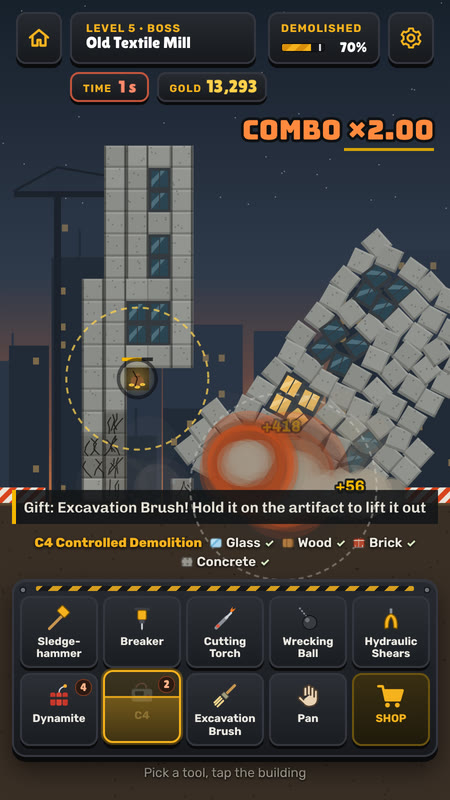 LEVEL 5 • BOSS
Old Textile Mill
DEMOLISHED
70%
TIME 1 s
GOLD 13,293
COMBO ×2.00
+418
+56
Gift: Excavation Brush! Hold it on the artifact to lift it out
C4 Controlled Demolition Glass ✓ Wood ✓ Brick ✓
Concrete ✓
Sledge-
hammer
Breaker
Cutting
Torch
Wrecking
Ball
Hydraulic
Shears
4
Dynamite
2
C4
Excavation
Brush
Pan
SHOP
Pick a tool, tap the building